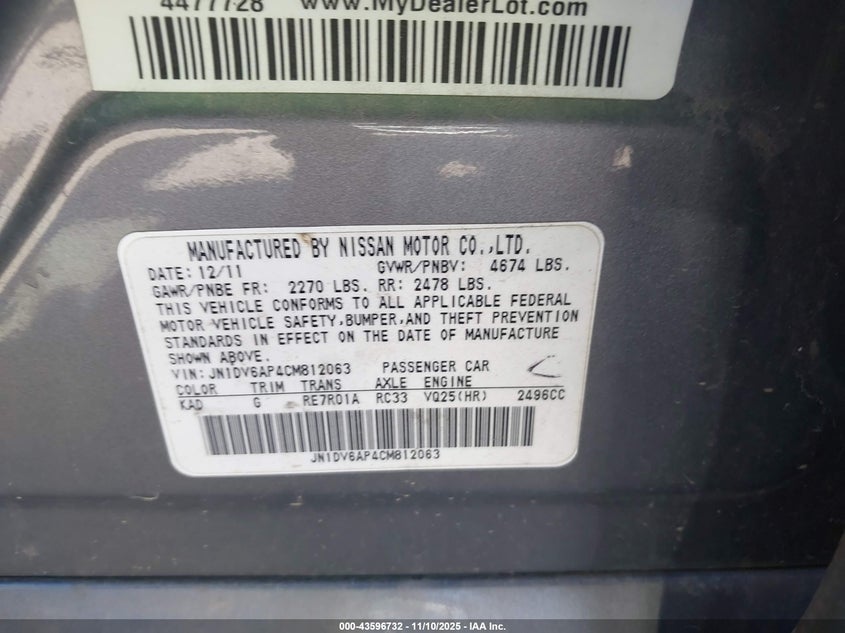 4477728 www.MyDealerLot.com
MANUFACTURED BY NISSAN MOTOR CO.,LTD.
DATE: 12/11 GVWR/PNBV: 4674 LBS.
GAWR/PNBE FR: 2270 LBS. RR: 2478 LBS.
THIS VEHICLE CONFORMS TO ALL APPLICABLE FEDERAL
MOTOR VEHICLE SAFETY,BUMPER,AND THEFT PREVENTION
STANDARDS IN EFFECT ON THE DATE OF MANUFACTURE
SHOWN ABOVE.
VIN: JN1DV6AP4CM812063 PASSENGER CAR
COLOR TRIM TRANS AXLE ENGINE
KAD G RE7R01A RC33 VQ25(HR) 2496CC
JN1DV6AP4CM812063
000-43596732 - 11/10/2025 - IAA Inc.